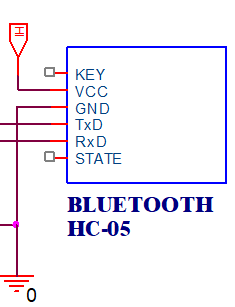 H
KEY
VCC
GND
TxD
RxD
STATE
BLUETOOTH
HC-05
0